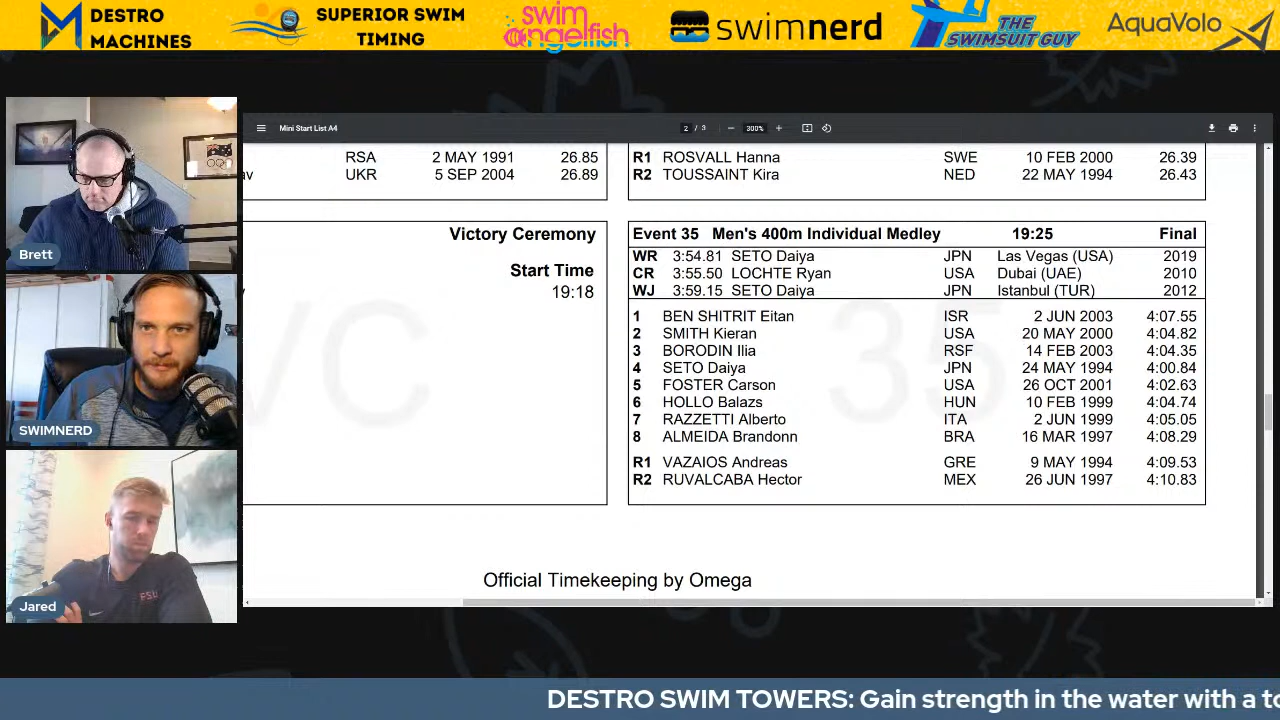 DESTRO
MACHINES
SUPERIOR SWIM
TIMING
swim
angelfish
swimnerd
THE
SWIMSUIT GUY
AquaVolo
Brett
SWIMNERD
Jared
FSU
Mini Start List A4
2 / 3
300%
RSA 2 MAY 1991 26.85
av UKR 5 SEP 2004 26.89
R1 ROSVALL Hanna SWE 10 FEB 2000 26.39
R2 TOUSSAINT Kira NED 22 MAY 1994 26.43
Victory Ceremony
Start Time
19:18
VC
Event 35 Men's 400m Individual Medley 19:25 Final
WR 3:54.81 SETO Daiya JPN Las Vegas (USA) 2019
CR 3:55.50 LOCHTE Ryan USA Dubai (UAE) 2010
WJ 3:59.15 SETO Daiya JPN Istanbul (TUR) 2012
35
1 BEN SHITRIT Eitan ISR 2 JUN 2003 4:07.55
2 SMITH Kieran USA 20 MAY 2000 4:04.82
3 BORODIN Ilia RSF 14 FEB 2003 4:04.35
4 SETO Daiya JPN 24 MAY 1994 4:00.84
5 FOSTER Carson USA 26 OCT 2001 4:02.63
6 HOLLO Balazs HUN 10 FEB 1999 4:04.74
7 RAZZETTI Alberto ITA 2 JUN 1999 4:05.05
8 ALMEIDA Brandonn BRA 16 MAR 1997 4:08.29
R1 VAZAIOS Andreas GRE 9 MAY 1994 4:09.53
R2 RUVALCABA Hector MEX 26 JUN 1997 4:10.83
Official Timekeeping by Omega
DESTRO SWIM TOWERS: Gain strength in the water with a to